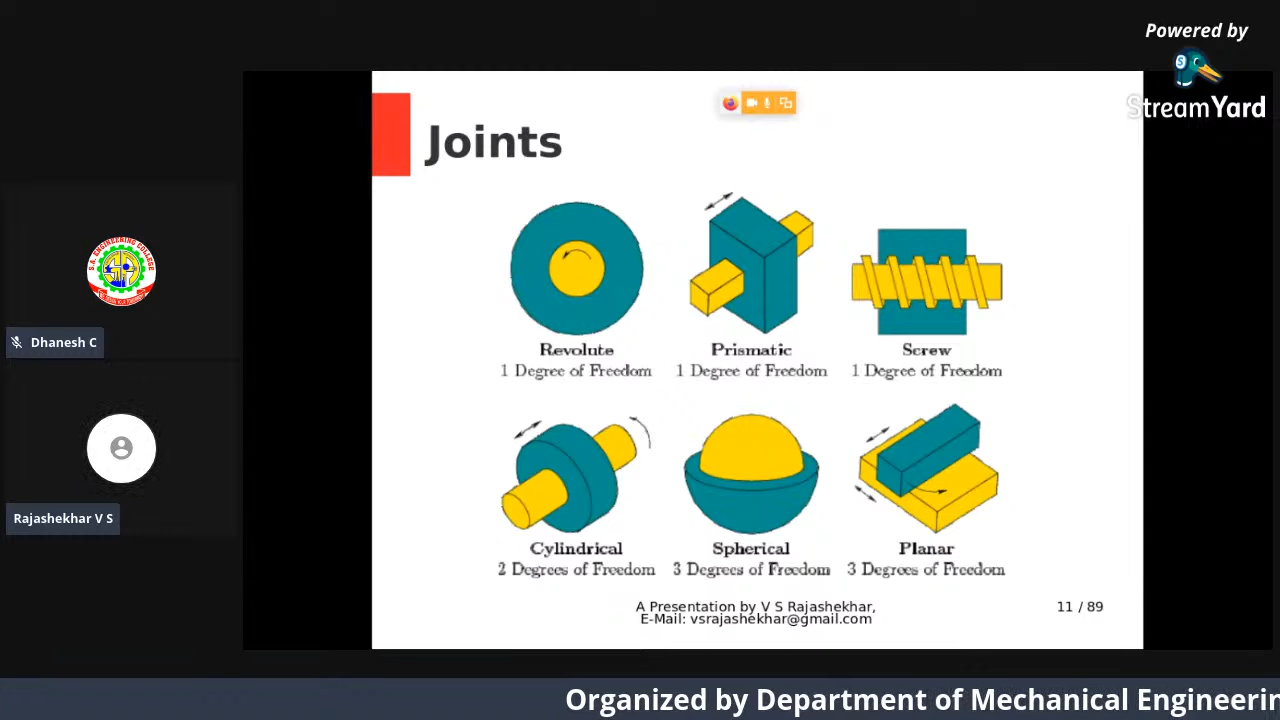 Powered by
StreamYard
Joints
Revolute
1 Degree of Freedom
Prismatic
1 Degree of Freedom
Screw
1 Degree of Freedom
Cylindrical
2 Degrees of Freedom
Spherical
3 Degrees of Freedom
Planar
3 Degrees of Freedom
A Presentation by V S Rajashekhar,
E-Mail: vsrajashekhar@gmail.com
11 / 89
S.A. ENGINEERING COLLEGE
Dhanesh C
Rajashekhar V S
Organized by Department of Mechanical Engineerin